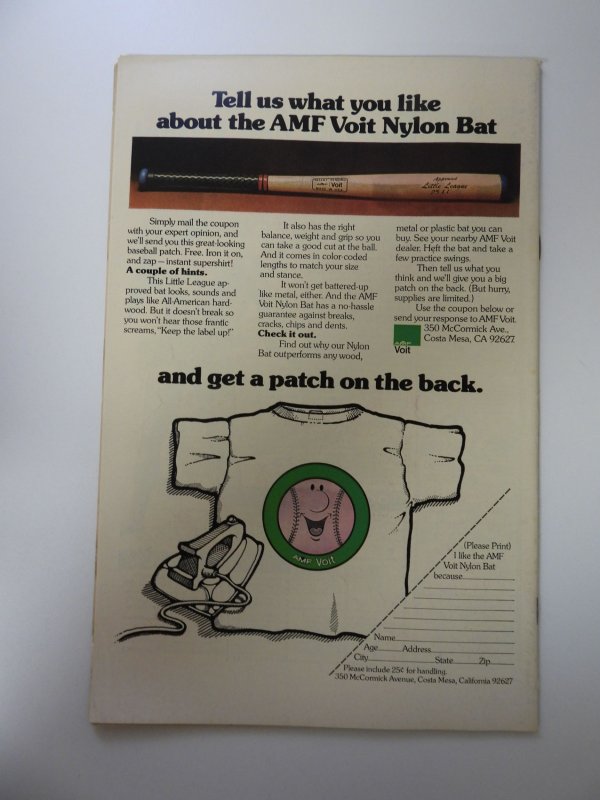 Tell us what you like
about the AMF Voit Nylon Bat
Voit
MADE IN U.S.A.
Approved
Little League
Simply mail the coupon
with your expert opinion, and
we'll send you this great-looking
baseball patch. Free. Iron it on,
and zap—instant supershirt!
A couple of hints.
This Little League ap-
proved bat looks, sounds and
plays like All-American hard-
wood. But it doesn't break so
you won't hear those frantic
screams, "Keep the label up!"
It also has the right
balance, weight and grip so you
can take a good cut at the ball.
And it comes in color-coded
lengths to match your size
and stance.
It won't get battered-up
like metal, either. And the AMF
Voit Nylon Bat has a no-hassle
guarantee against breaks,
cracks, chips and dents.
Check it out.
Find out why our Nylon
Bat outperforms any wood,
metal or plastic bat you can
buy. See your nearby AMF Voit
dealer. Heft the bat and take a
few practice swings.
Then tell us what you
think and we'll give you a big
patch on the back. (But hurry,
supplies are limited.)
Use the coupon below or
send your response to AMF Voit
350 McCormick Ave.,
Costa Mesa, CA 92627.
AMF
Voit
and get a patch on the back.
AMF Voit
(Please Print)
I like the AMF
Voit Nylon Bat
because
Name
Age Address
City State Zip
Please include 25¢ for handling.
350 McCormick Avenue, Costa Mesa, California 92627